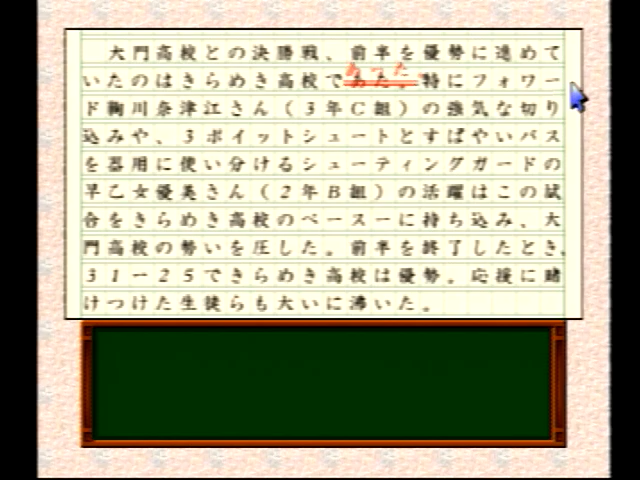 大門高校との決勝戦、前半を優勢に進めて
あった
いたのはきらめき高校であた。特にフォワー
ド鞠川奈津江さん(3年C組)の強気な切り
込みや、3ポイットシュートとすばやいパス
を器用に使い分けるシューティングガードの
早乙女優美さん(2年B組)の活躍はこの試
合をきらめき高校のペースーに持ち込み、大
門高校の勢いを圧した。前半を終了したとき、
31ー25できらめき高校は優勢。応援に賭
けつけた生徒らも大いに沸いた。